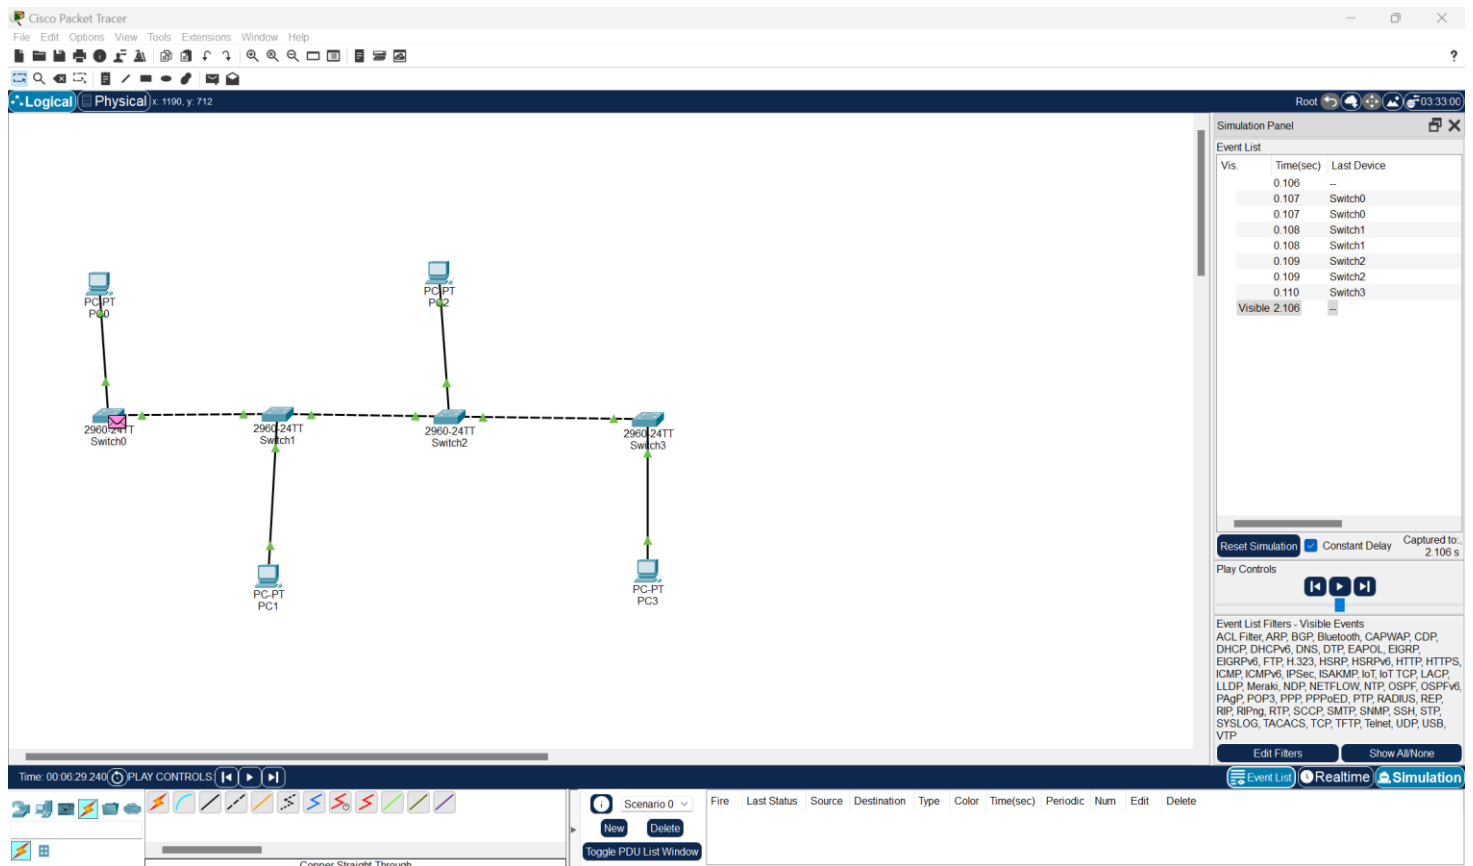 Cisco Packet Tracer
File Edit Options View Tools Extensions Window Help
?
Logical Physical x: 1190, y: 712 Root 03:33:00
Simulation Panel
Event List
Vis. Time(sec) Last Device
0.106 --
0.107 Switch0
0.107 Switch0
0.108 Switch1
0.108 Switch1
0.109 Switch2
0.109 Switch2
0.110 Switch3
Visible 2.106 --
PC-PT
PC0
PC-PT
PC2
2960-24TT
Switch0
2960-24TT
Switch1
2960-24TT
Switch2
2960-24TT
Switch3
PC-PT
PC1
PC-PT
PC3
Reset Simulation Constant Delay Captured to:
2.106 s
Play Controls
Event List Filters - Visible Events
ACL Filter, ARP, BGP, Bluetooth, CAPWAP, CDP,
DHCP, DHCPv6, DNS, DTP, EAPOL, EIGRP,
EIGRPv6, FTP, H.323, HSRP, HSRPv6, HTTP, HTTPS,
ICMP, ICMPv6, IPSec, ISAKMP, IoT, IoT TCP, LACP,
LLDP, Meraki, NDP, NETFLOW, NTP, OSPF, OSPFv6,
PAgP, POP3, PPP, PPPoED, PTP, RADIUS, REP,
RIP, RIPng, RTP, SCCP, SMTP, SNMP, SSH, STP,
SYSLOG, TACACS, TCP, TFTP, Telnet, UDP, USB,
VTP
Edit Filters Show All/None
Time: 00:06:29.240 PLAY CONTROLS: Event List Realtime Simulation
Scenario 0 Fire Last Status Source Destination Type Color Time(sec) Periodic Num Edit Delete
New Delete
Toggle PDU List Window
Copper Straight-Through